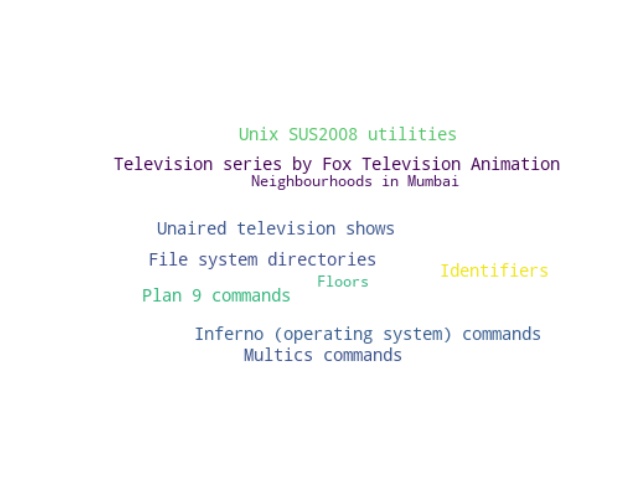 Unix SUS2008 utilities
Television series by Fox Television Animation
Neighbourhoods in Mumbai
Unaired television shows
File system directories
Identifiers
Floors
Plan 9 commands
Inferno (operating system) commands
Multics commands